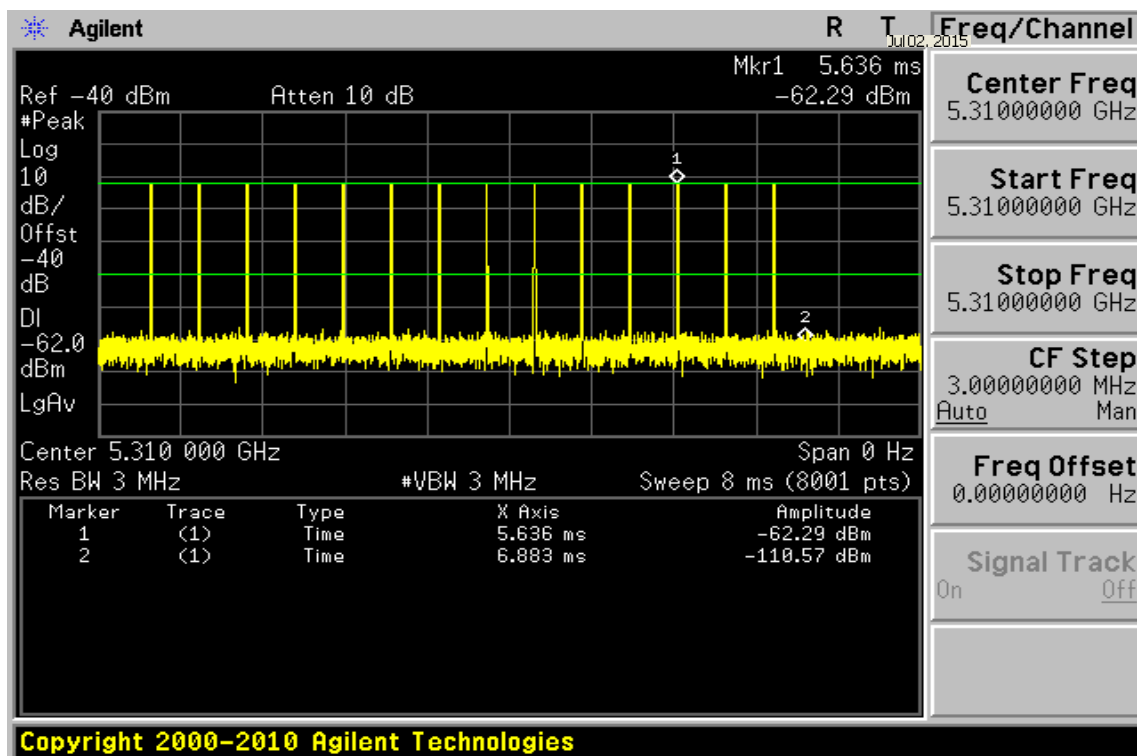 Agilent R T Freq/Channel
Jul 02, 2015
Mkr1 5.636 ms
Ref -40 dBm Atten 10 dB -62.29 dBm
#Peak
Log
10
dB/
Offst
-40
dB
DI
-62.0
dBm
LgAv
1
2
Center 5.310 000 GHz Span 0 Hz
Res BW 3 MHz #VBW 3 MHz Sweep 8 ms (8001 pts)
Marker Trace Type X Axis Amplitude
1 (1) Time 5.636 ms -62.29 dBm
2 (1) Time 6.883 ms -110.57 dBm
Center Freq
5.31000000 GHz
Start Freq
5.31000000 GHz
Stop Freq
5.31000000 GHz
CF Step
3.00000000 MHz
Auto Man
Freq Offset
0.00000000 Hz
Signal Track
On Off
Copyright 2000-2010 Agilent Technologies